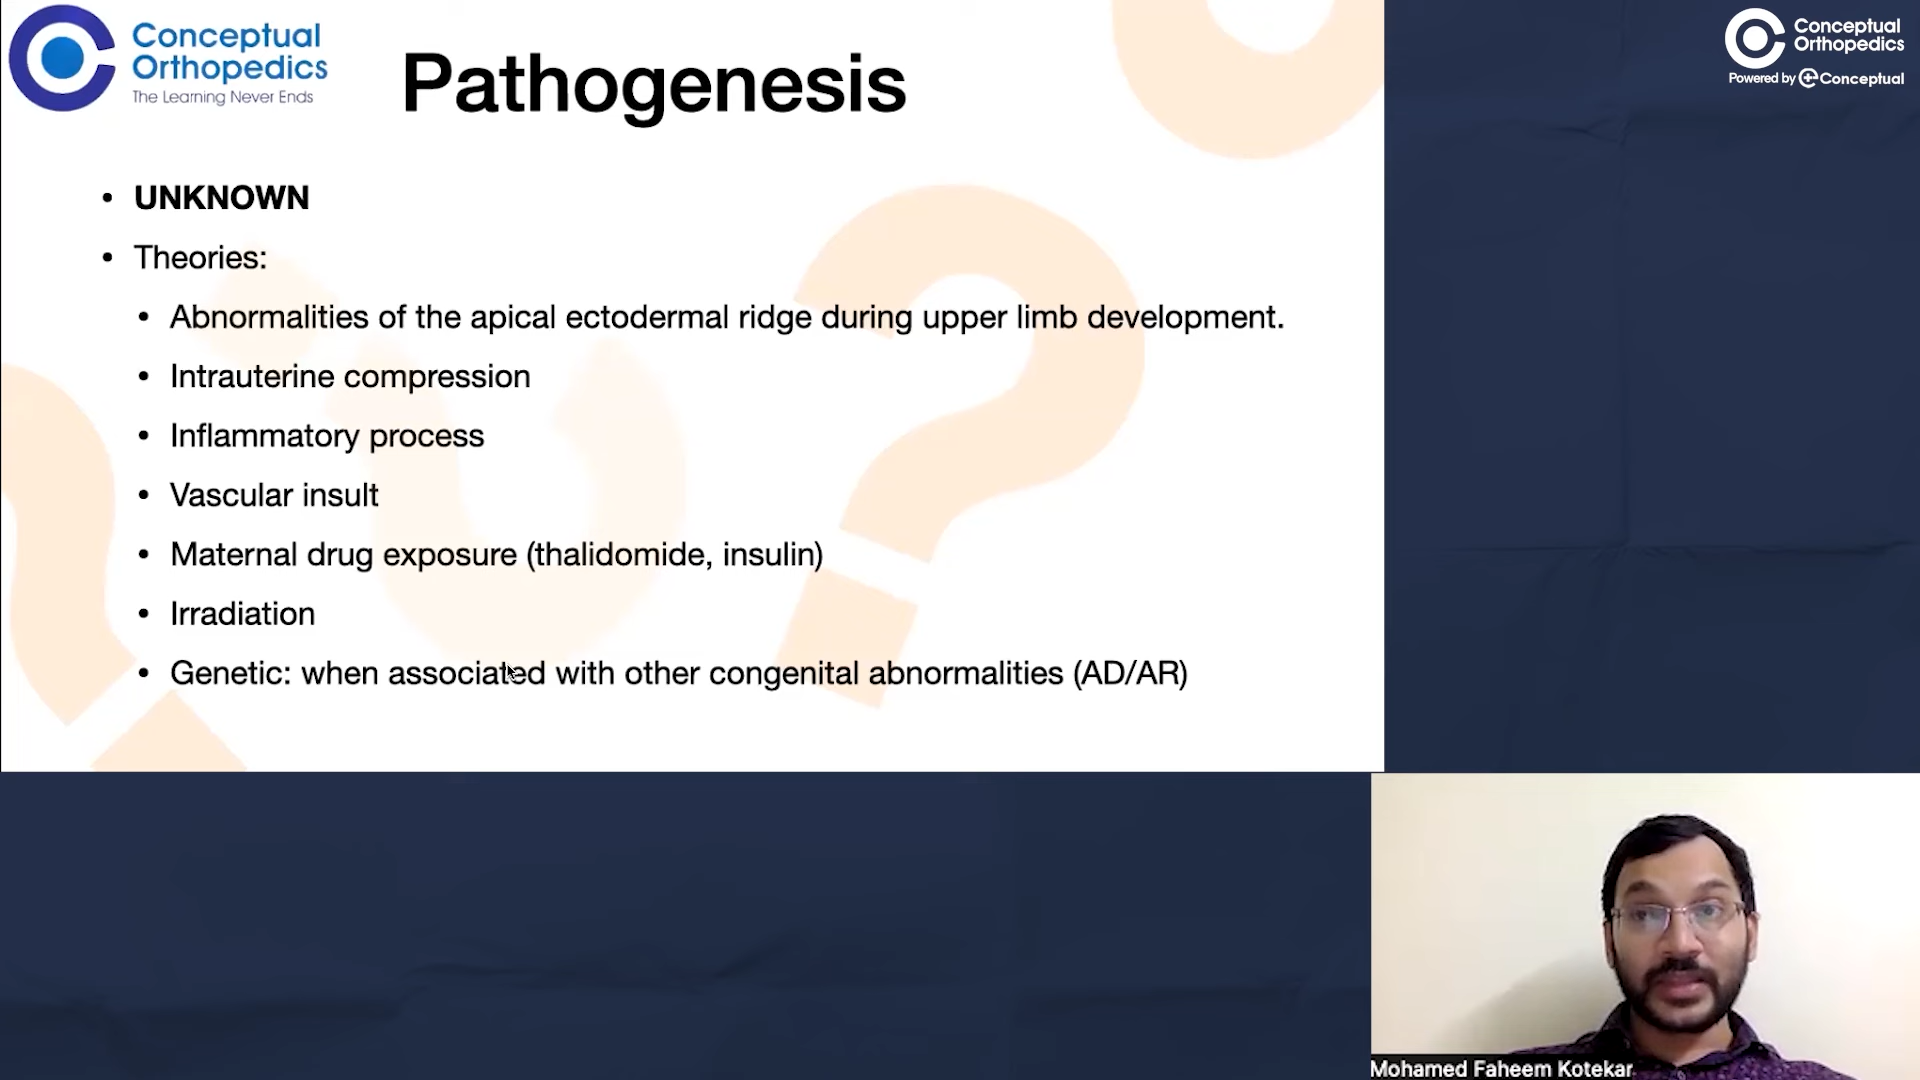 Conceptual
Orthopedics
The Learning Never Ends
Pathogenesis
Conceptual
Orthopedics
Powered by Conceptual
• UNKNOWN
• Theories:
• Abnormalities of the apical ectodermal ridge during upper limb development.
• Intrauterine compression
• Inflammatory process
• Vascular insult
• Maternal drug exposure (thalidomide, insulin)
• Irradiation
• Genetic: when associated with other congenital abnormalities (AD/AR)
Mohamed Faheem Kotekar